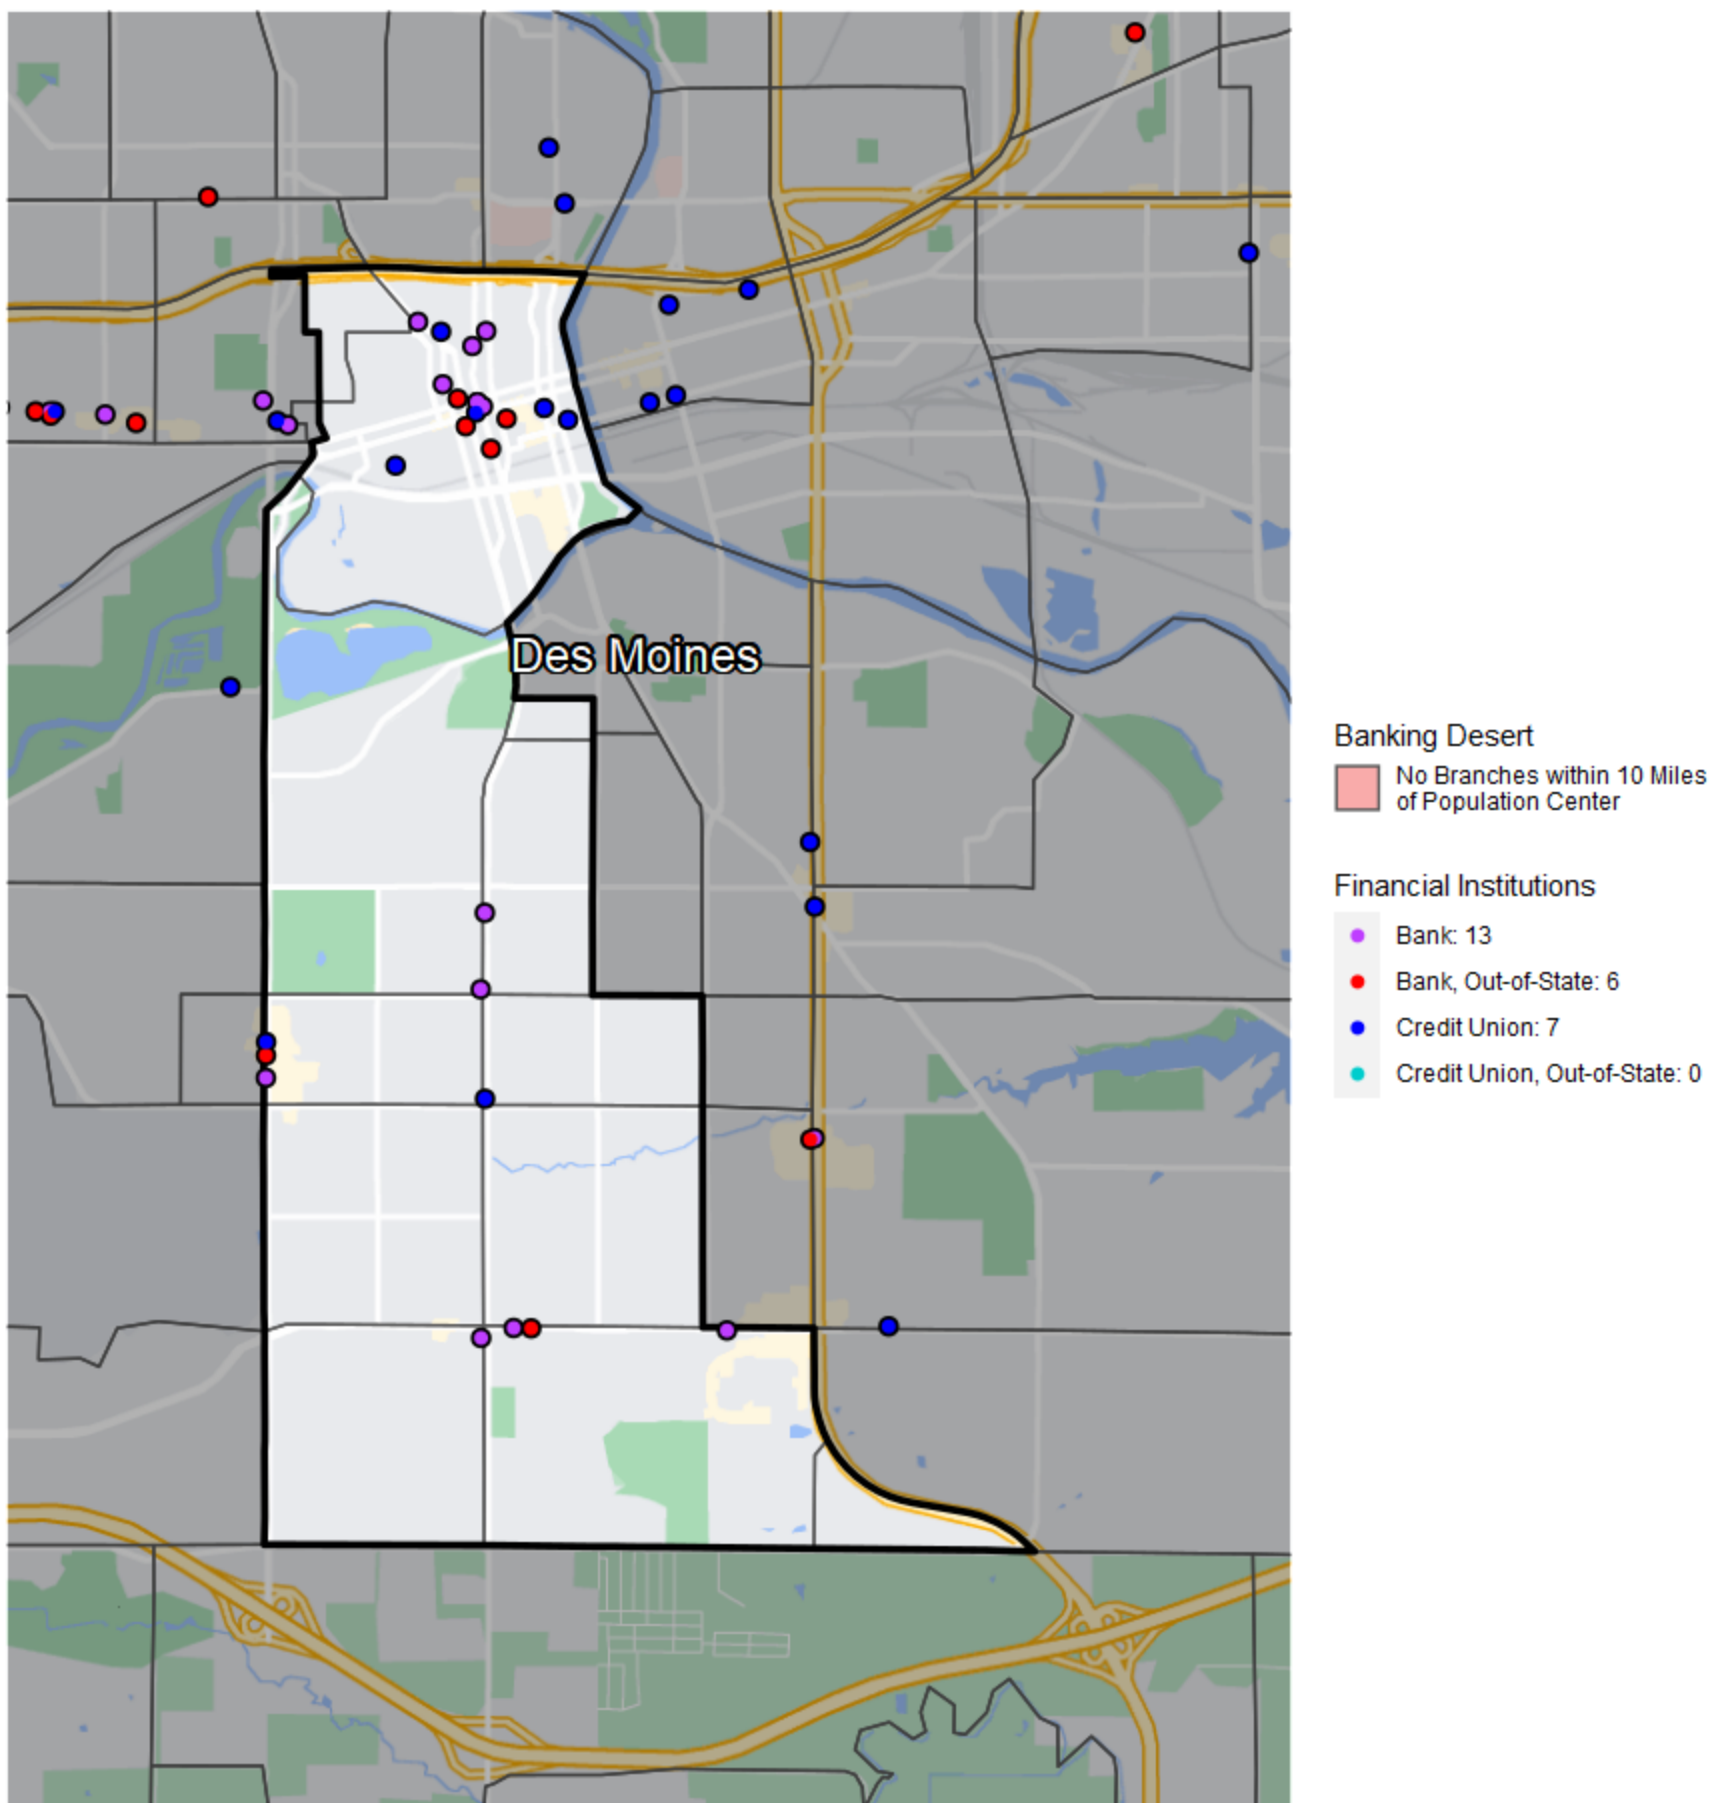 Des Moines
Banking Desert
No Branches within 10 Miles
of Population Center
Financial Institutions
Bank: 13
Bank, Out-of-State: 6
Credit Union: 7
Credit Union, Out-of-State: 0